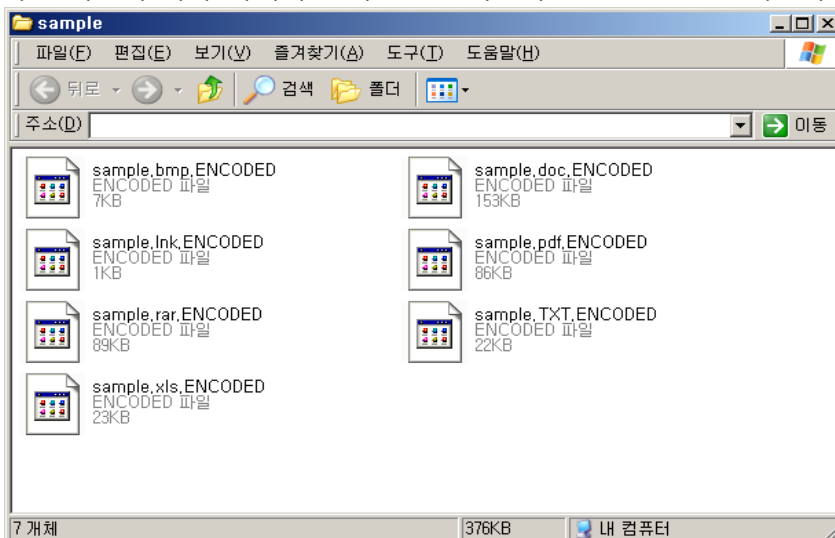 sample
파일(F) 편집(E) 보기(V) 즐겨찾기(A) 도구(T) 도움말(H)
뒤로 검색 폴더
주소(D) 이동
sample.bmp.ENCODED
ENCODED 파일
7KB
sample.doc.ENCODED
ENCODED 파일
153KB
sample.lnk.ENCODED
ENCODED 파일
1KB
sample.pdf.ENCODED
ENCODED 파일
86KB
sample.rar.ENCODED
ENCODED 파일
89KB
sample.TXT.ENCODED
ENCODED 파일
22KB
sample.xls.ENCODED
ENCODED 파일
23KB
7 개체 376KB 내 컴퓨터